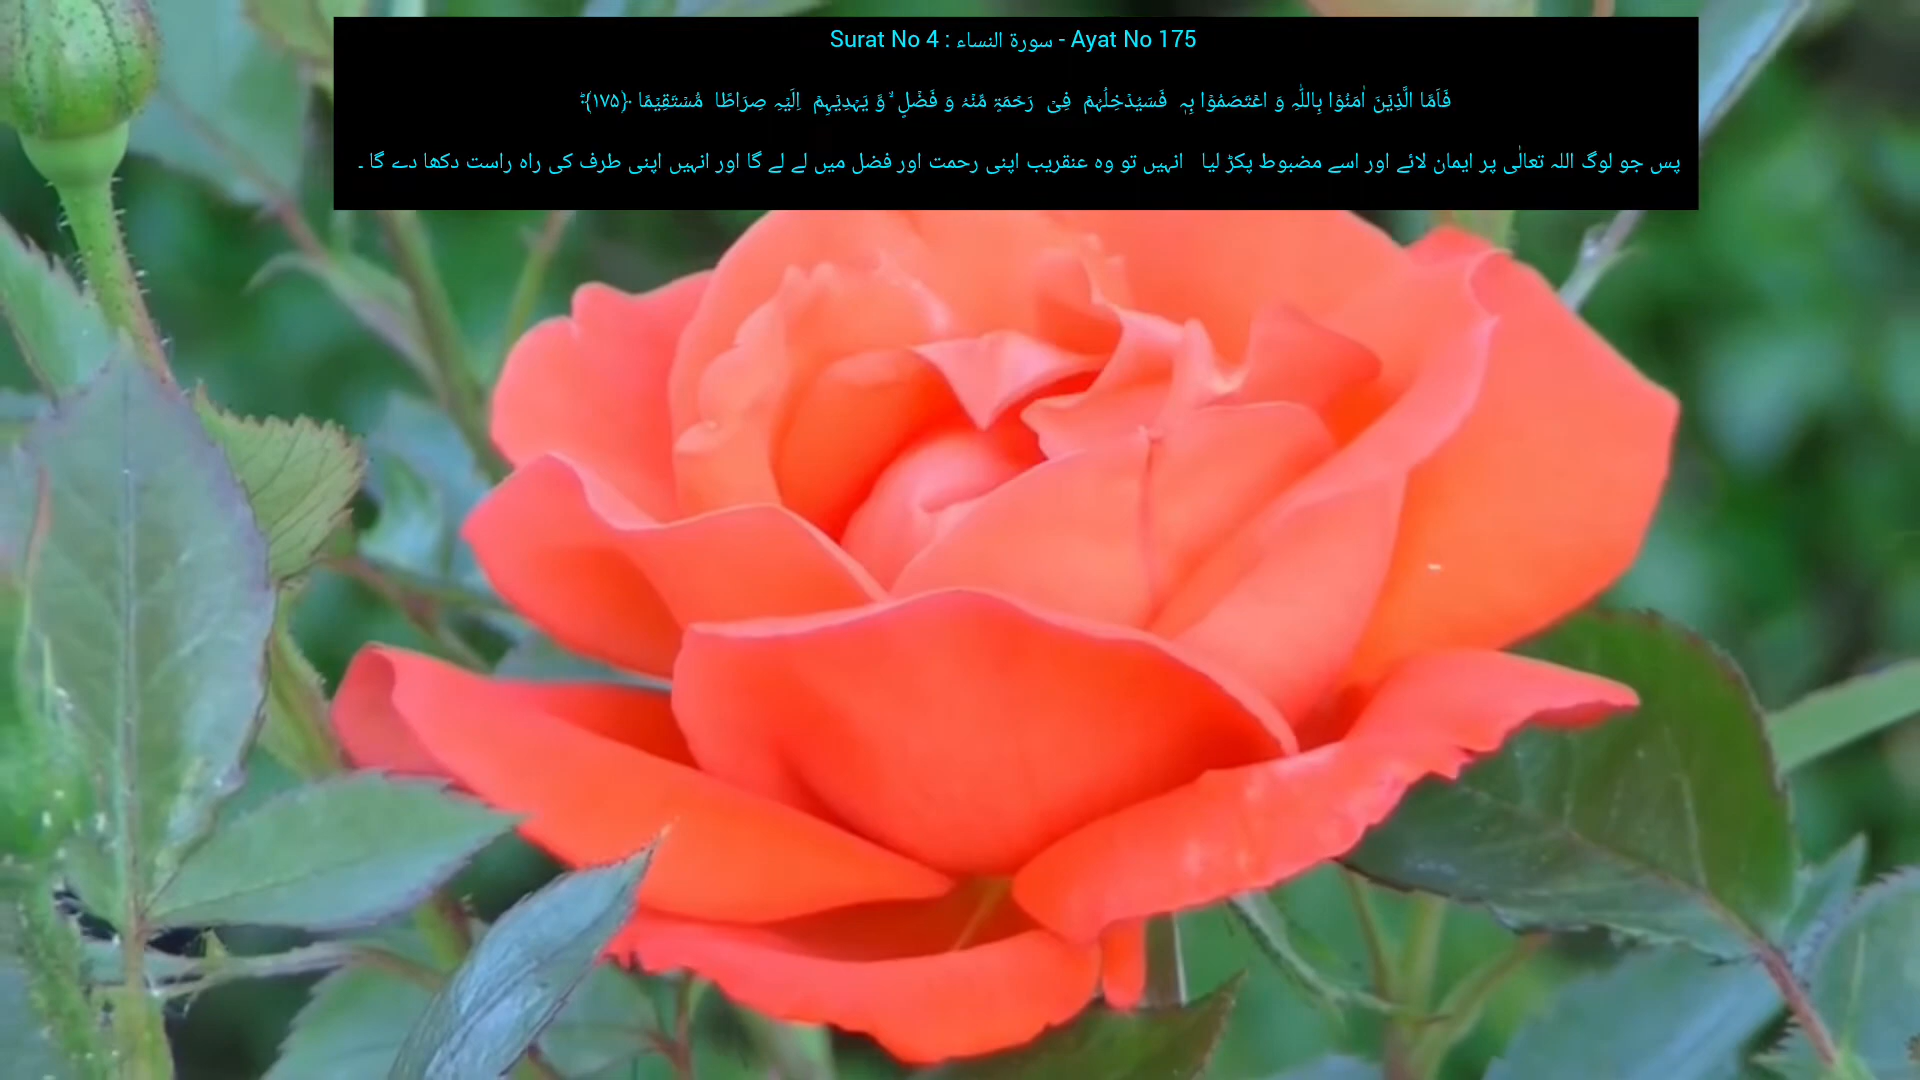 Surat No 4 : سورة النساء - Ayat No 175
فَاَمَّا الَّذِیۡنَ اٰمَنُوۡا بِاللّٰہِ وَ اعۡتَصَمُوۡا بِہٖ فَسَیُدۡخِلُہُمۡ فِیۡ رَحۡمَۃٍ مِّنۡہُ وَ فَضۡلٍ ۙ وَّ یَہۡدِیۡہِمۡ اِلَیۡہِ صِرَاطًا مُّسۡتَقِیۡمًا ﴿۱۷۵﴾ؕ
پس جو لوگ اللہ تعالٰی پر ایمان لائے اور اسے مضبوط پکڑ لیا انہیں تو وہ عنقریب اپنی رحمت اور فضل میں لے لے گا اور انہیں اپنی طرف کی راہ راست دکھا دے گا ۔